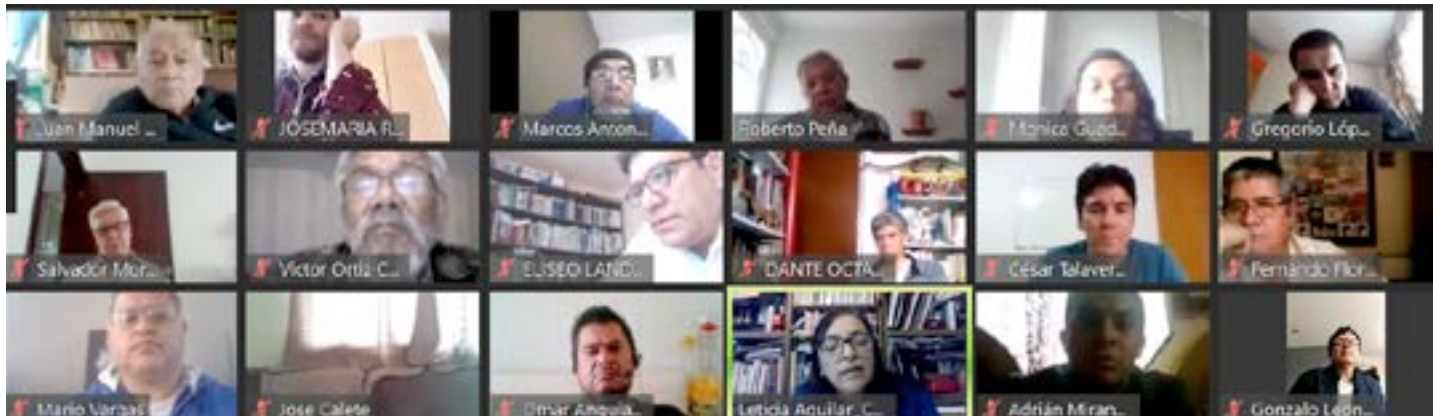 Juan Manuel ...
JOSEMARIA R...
Marcos Anton...
Roberto Peña
Monica Guad...
Gregorio Lóp...
Salvador Mor...
Victor Ortiz C...
ELISEO LAND...
DANTE OCTA...
César Talaver...
Fernando Flor...
Mario Vargas
Jose Calete
Omar Anguia...
Leticia Aguilar_C...
Adrián Miran...
Gonzalo León